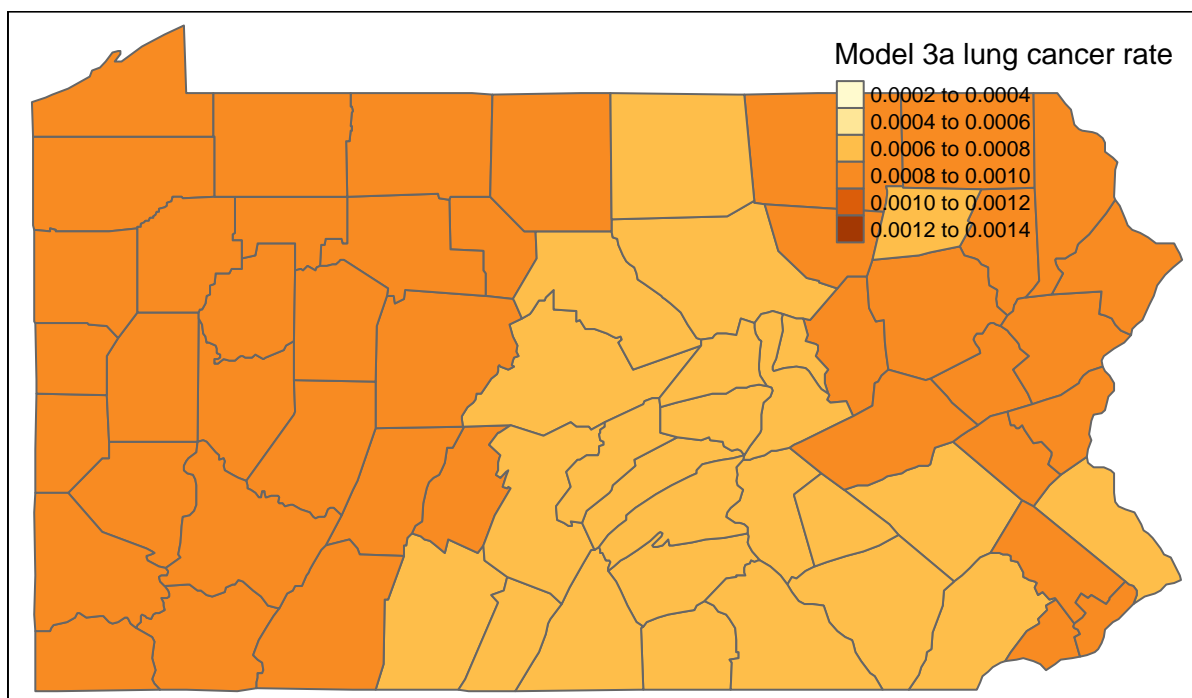 Model 3a lung cancer rate
0.0002 to 0.0004
0.0004 to 0.0006
0.0006 to 0.0008
0.0008 to 0.0010
0.0010 to 0.0012
0.0012 to 0.0014